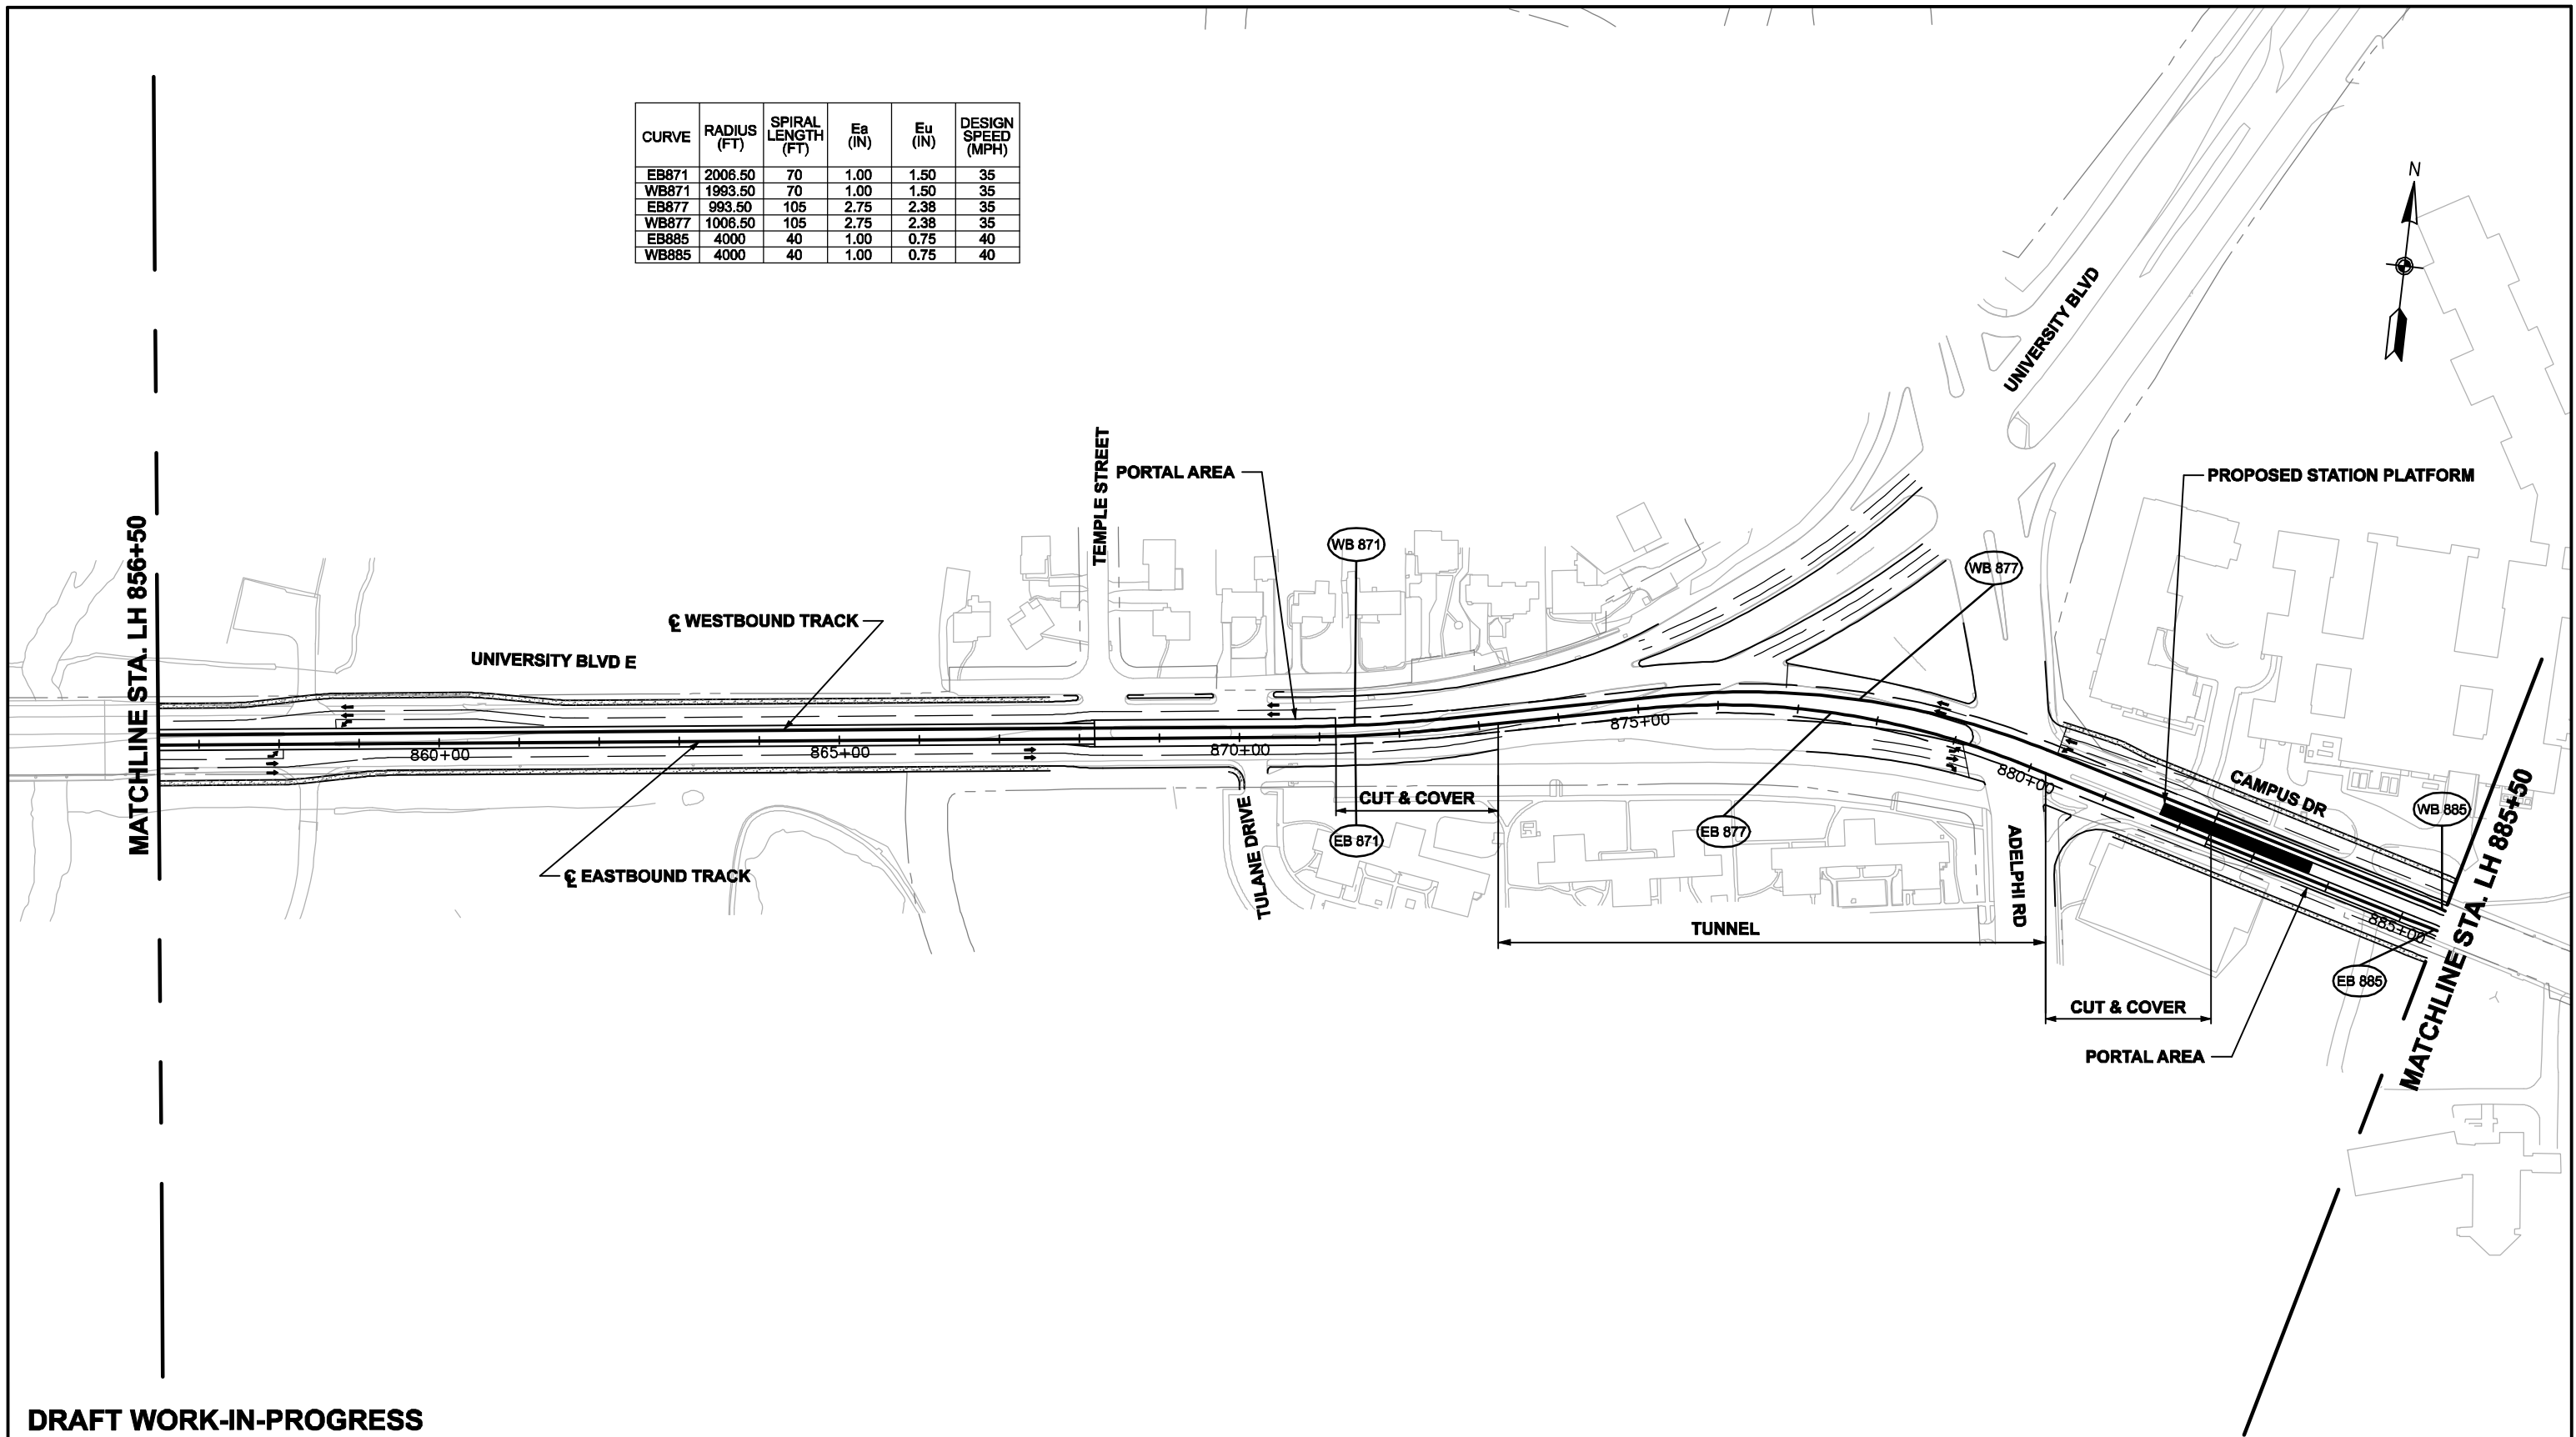 CURVE RADIUS (FT) SPIRAL LENGTH (FT) Ea (IN) Eu (IN) DESIGN SPEED (MPH)
EB871 2006.50 70 1.00 1.50 35
WB871 1993.50 70 1.00 1.50 35
EB877 993.50 105 2.75 2.38 35
WB877 1006.50 105 2.75 2.38 35
EB885 4000 40 1.00 0.75 40
WB885 4000 40 1.00 0.75 40
N
UNIVERSITY BLVD
TEMPLE STREET
PORTAL AREA
PROPOSED STATION PLATFORM
MATCHLINE STA. LH 856+50
WB 871
WB 877
℄ WESTBOUND TRACK
UNIVERSITY BLVD E
860+00
865+00
870+00
875+00
880+00
885+00
CAMPUS DR
WB 885
CUT & COVER
EB 871
EB 877
TULANE DRIVE
ADELPHI RD
℄ EASTBOUND TRACK
TUNNEL
EB 885
MATCHLINE STA. LH 885+50
CUT & COVER
PORTAL AREA
DRAFT WORK-IN-PROGRESS